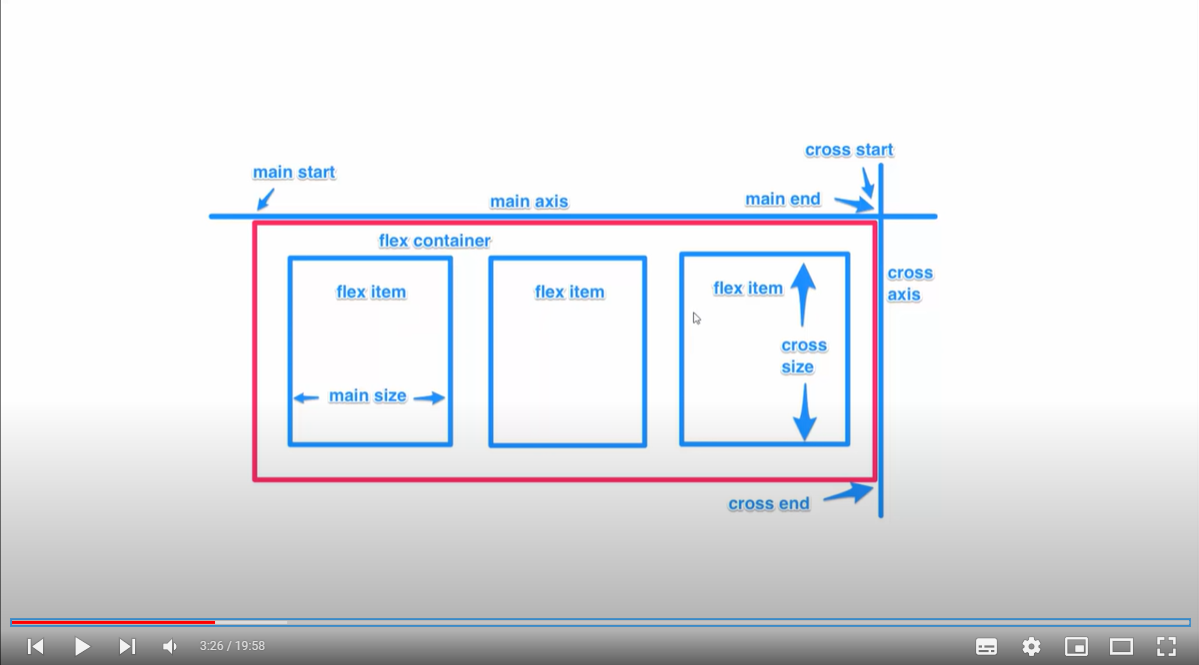 cross start
main start
main axis
main end
flex container
cross
axis
flex item
flex item
flex item
cross
size
main size
cross end
3:26 / 19:58